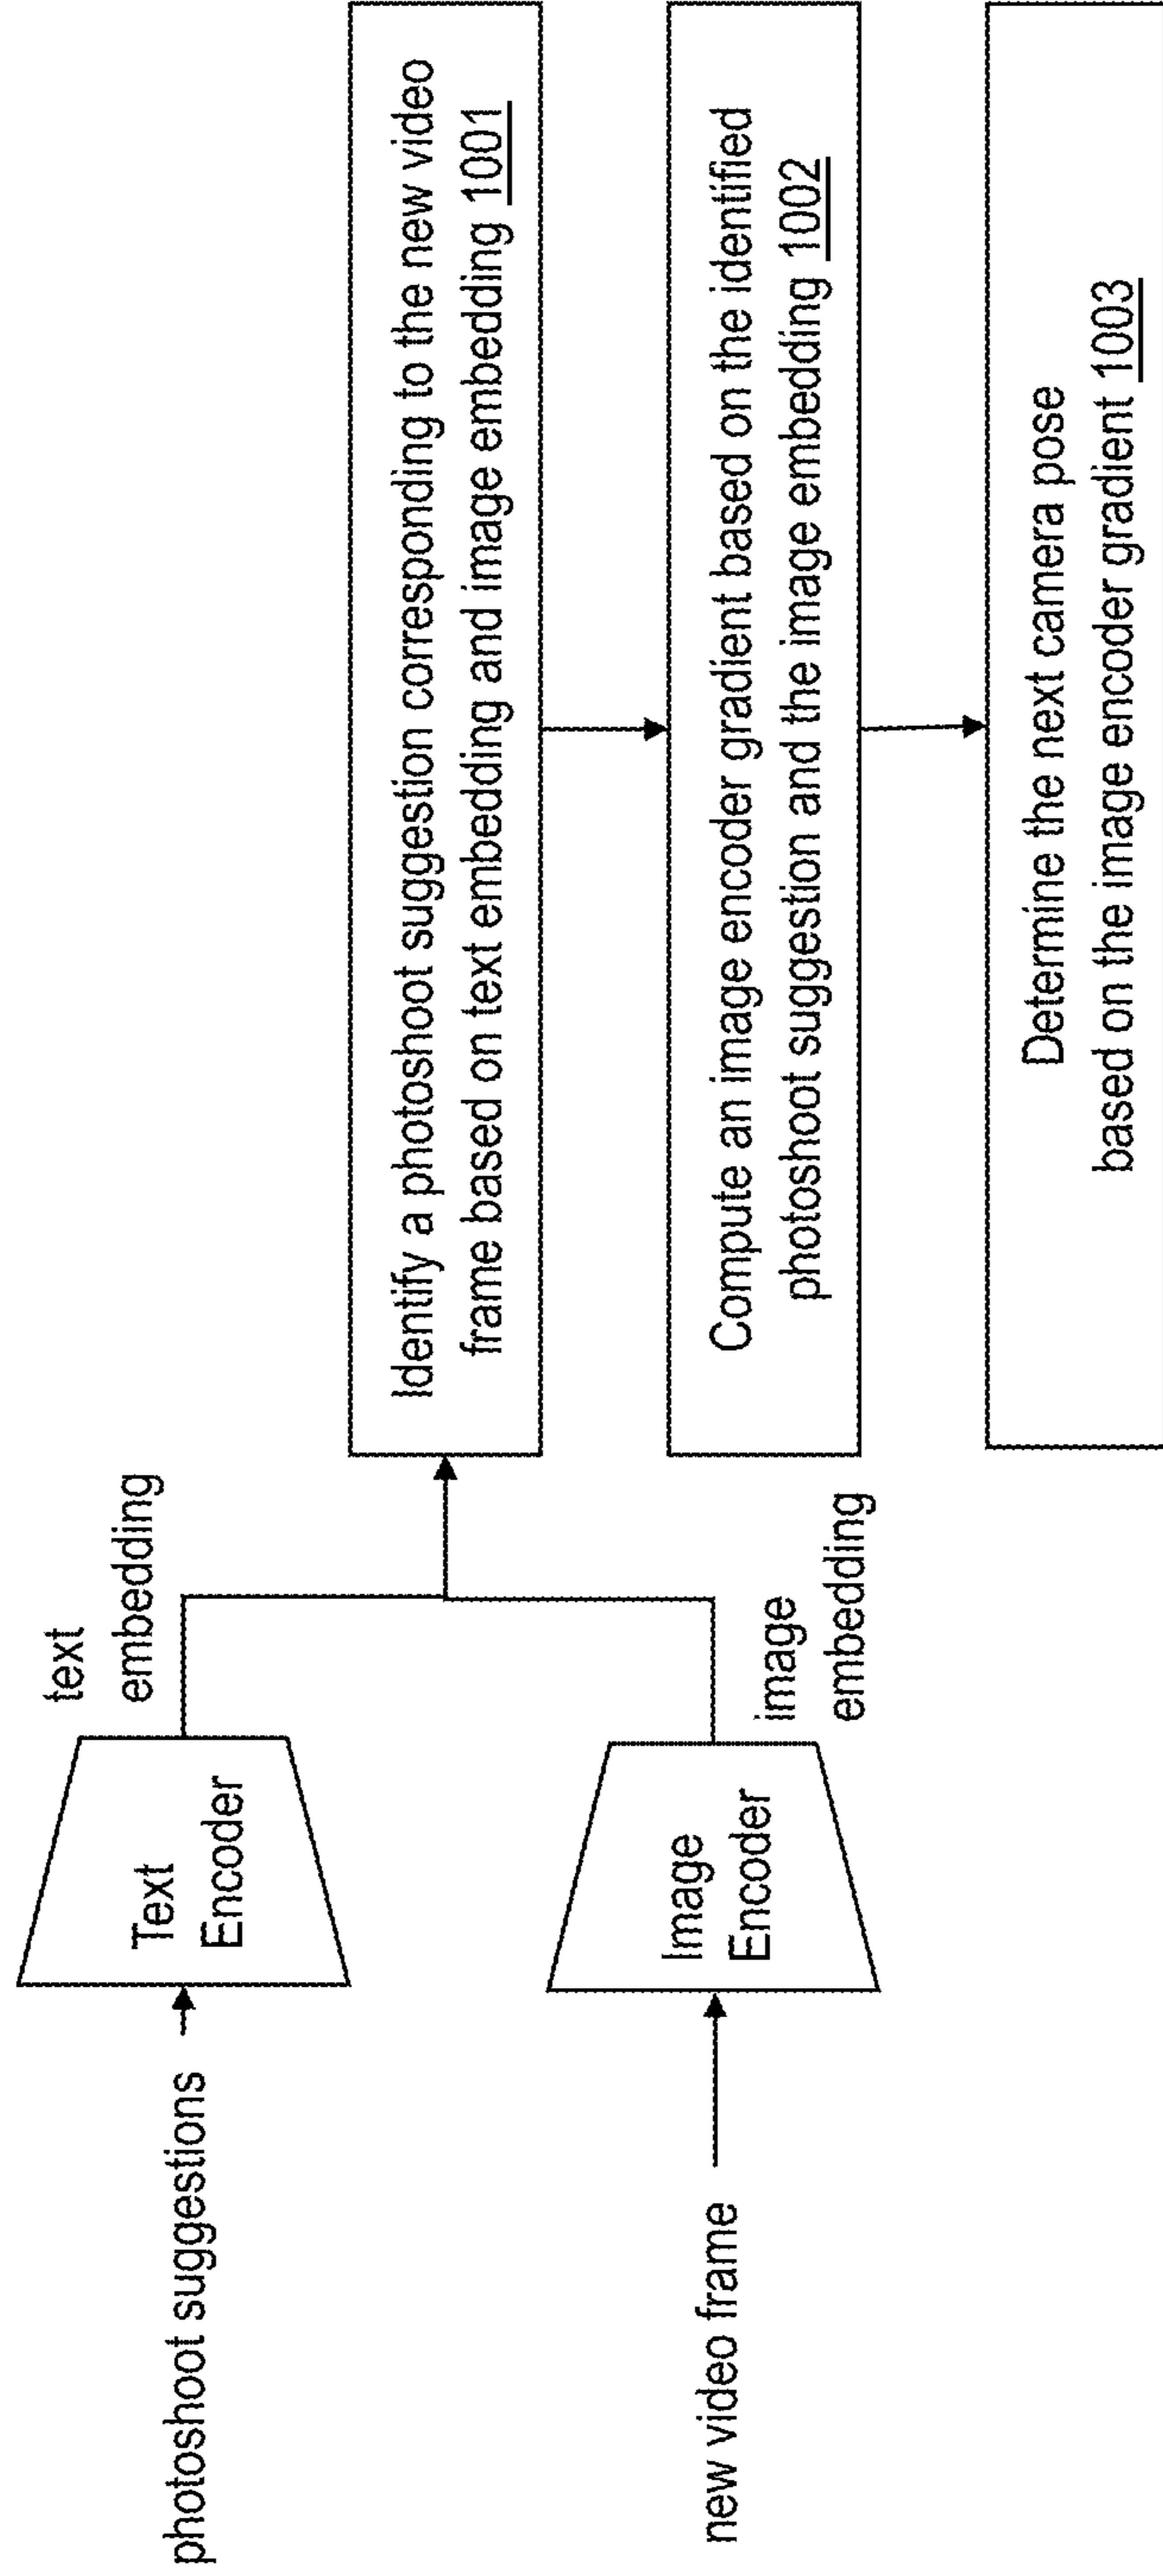 photoshoot suggestions
Text
Encoder
text
embedding
new video frame
Image
Encoder
image
embedding
Identify a photoshoot suggestion corresponding to the new video
frame based on text embedding and image embedding 1001
Compute an image encoder gradient based on the identified
photoshoot suggestion and the image embedding 1002
Determine the next camera pose
based on the image encoder gradient 1003